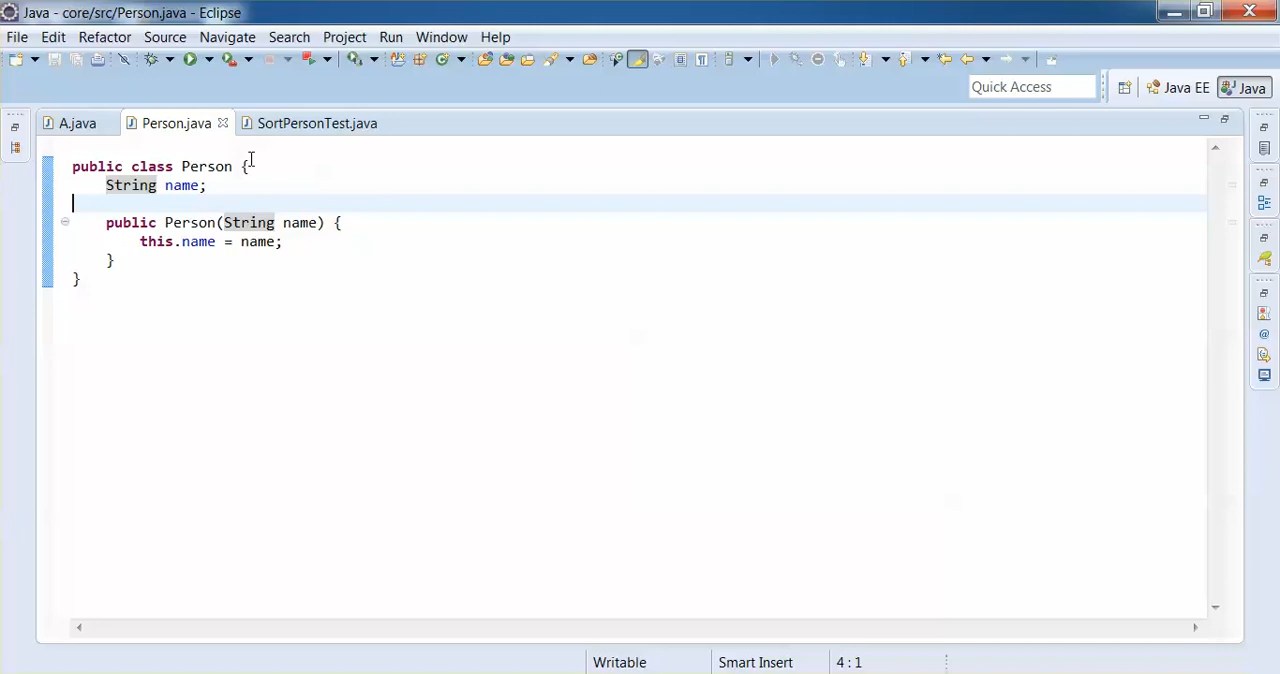 Java - core/src/Person.java - Eclipse
File Edit Refactor Source Navigate Search Project Run Window Help
Quick Access Java EE Java
A.java Person.java SortPersonTest.java
public class Person {
String name;
public Person(String name) {
this.name = name;
}
}
Writable Smart Insert 4 : 1